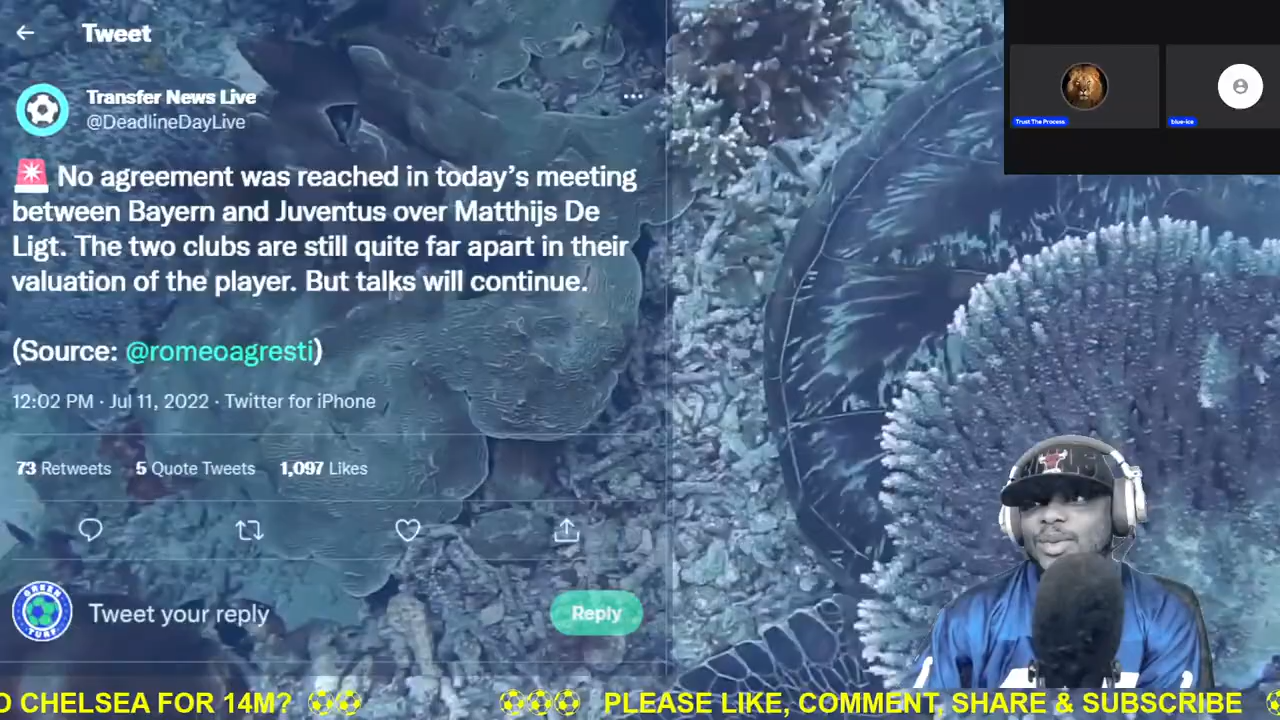 Tweet
Transfer News Live
@DeadlineDayLive
No agreement was reached in today's meeting
between Bayern and Juventus over Matthijs De
Ligt. The two clubs are still quite far apart in their
valuation of the player. But talks will continue.
(Source: @romeoagresti)
12:02 PM · Jul 11, 2022 · Twitter for iPhone
73 Retweets 5 Quote Tweets 1,097 Likes
GREEN
TURF
Tweet your reply
Reply
Trust The Process
blue-ice
O CHELSEA FOR 14M? PLEASE LIKE, COMMENT, SHARE & SUBSCRIBE